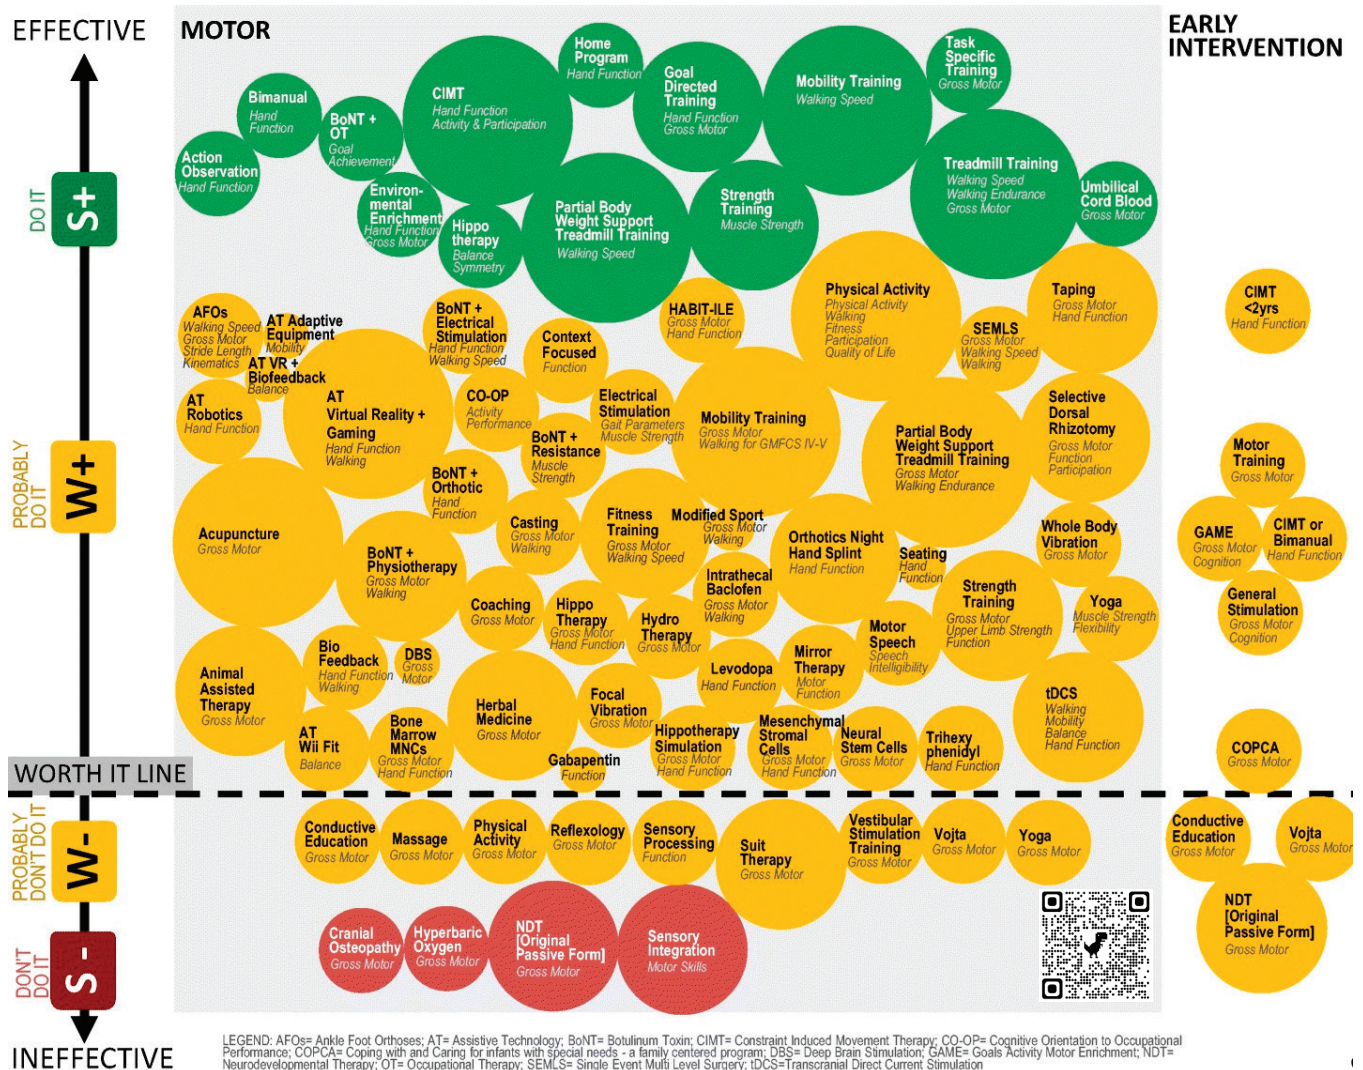 EFFECTIVE
MOTOR
EARLY
INTERVENTION
DO IT
S+
PROBABLY
DO IT
W+
WORTH IT LINE
PROBABLY
DON'T DO IT
W-
DON'T
DO IT
S -
INEFFECTIVE
Action
Observation
Hand Function
Bimanual
Hand
Function
BoNT +
OT
Goal
Achievement
CIMT
Hand Function
Activity & Participation
Home
Program
Hand Function
Goal
Directed
Training
Hand Function
Gross Motor
Mobility Training
Walking Speed
Task
Specific
Training
Gross Motor
Environ-
mental
Enrichment
Hand Function
Gross Motor
Hippo
therapy
Balance
Symmetry
Partial Body
Weight Support
Treadmill Training
Walking Speed
Strength
Training
Muscle Strength
Treadmill Training
Walking Speed
Walking Endurance
Gross Motor
Umbilical
Cord Blood
Gross Motor
AFOs
Walking Speed
Gross Motor
Stride Length
Kinematics
AT Adaptive
Equipment
Mobility
AT VR +
Biofeedback
Balance
BoNT +
Electrical
Stimulation
Hand Function
Walking Speed
Context
Focused
Function
HABIT-ILE
Gross Motor
Hand Function
Physical Activity
Physical Activity
Walking
Fitness
Participation
Quality of Life
SEMLS
Gross Motor
Walking Speed
Walking
Taping
Gross Motor
Hand Function
AT
Robotics
Hand Function
AT
Virtual Reality +
Gaming
Hand Function
Walking
CO-OP
Activity
Performance
BoNT +
Resistance
Muscle
Strength
Electrical
Stimulation
Gait Parameters
Muscle Strength
Mobility Training
Gross Motor
Walking for GMFCS IV-V
Partial Body
Weight Support
Treadmill Training
Gross Motor
Walking Endurance
Selective
Dorsal
Rhizotomy
Gross Motor
Function
Participation
Acupuncture
Gross Motor
BoNT +
Orthotic
Hand
Function
BoNT +
Physiotherapy
Gross Motor
Walking
Casting
Gross Motor
Walking
Fitness
Training
Gross Motor
Walking Speed
Modified Sport
Gross Motor
Walking
Orthotics Night
Hand Splint
Hand Function
Seating
Hand
Function
Whole Body
Vibration
Gross Motor
Coaching
Gross Motor
Hippo
Therapy
Gross Motor
Hand Function
Hydro
Therapy
Gross Motor
Intrathecal
Baclofen
Gross Motor
Walking
Motor
Speech
Speech
Intelligibility
Strength
Training
Gross Motor
Upper Limb Strength
Function
Yoga
Muscle Strength
Flexibility
Animal
Assisted
Therapy
Gross Motor
Bio
Feedback
Hand Function
Walking
DBS
Gross
Motor
Herbal
Medicine
Gross Motor
Focal
Vibration
Gross Motor
Levodopa
Hand Function
Mirror
Therapy
Motor
Function
tDCS
Walking
Mobility
Balance
Hand Function
AT
Wii Fit
Balance
Bone
Marrow
MNCs
Gross Motor
Hand Function
Gabapentin
Function
Hippotherapy
Simulation
Gross Motor
Hand Function
Mesenchymal
Stromal
Cells
Gross Motor
Hand Function
Neural
Stem Cells
Gross Motor
Trihexy
phenidyl
Hand Function
Conductive
Education
Gross Motor
Massage
Gross Motor
Physical
Activity
Gross Motor
Reflexology
Gross Motor
Sensory
Processing
Function
Suit
Therapy
Gross Motor
Vestibular
Stimulation
Training
Gross Motor
Vojta
Gross Motor
Yoga
Gross Motor
Cranial
Osteopathy
Gross Motor
Hyperbaric
Oxygen
Gross Motor
NDT
[Original
Passive Form]
Gross Motor
Sensory
Integration
Motor Skills
CIMT
<2yrs
Hand Function
Motor
Training
Gross Motor
GAME
Gross Motor
Cognition
CIMT or
Bimanual
Hand Function
General
Stimulation
Gross Motor
Cognition
COPCA
Gross Motor
Conductive
Education
Gross Motor
Vojta
Gross Motor
NDT
[Original
Passive Form]
Gross Motor
LEGEND: AFOs= Ankle Foot Orthoses; AT= Assistive Technology; BoNT= Botulinum Toxin; CIMT= Constraint Induced Movement Therapy; CO-OP= Cognitive Orientation to Occupational
Performance; COPCA= Coping with and Caring for infants with special needs - a family centered program; DBS= Deep Brain Stimulation; GAME= Goals Activity Motor Enrichment; NDT=
Neurodevelopmental Therapy; OT= Occupational Therapy; SEMLS= Single Event Multi Level Surgery; tDCS=Transcranial Direct Current Stimulation